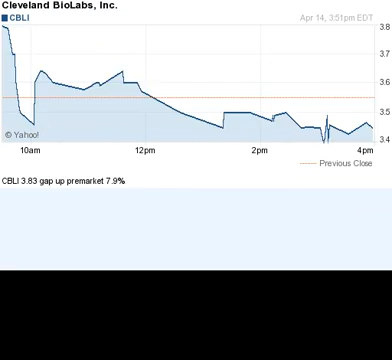 Cleveland BioLabs, Inc.
CBLI Apr 14, 3:51pm EDT
3.8
3.7
3.6
3.5
3.4
© Yahoo!
10am 12pm 2pm 4pm
Previous Close
CBLI 3.83 gap up premarket 7.9%